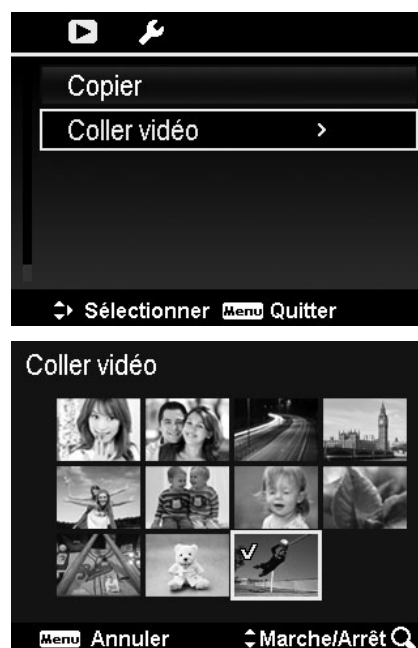 Copier
Coller vidéo >
Sélectionner Menu Quitter
Coller vidéo
Menu Annuler Marche/Arrêt